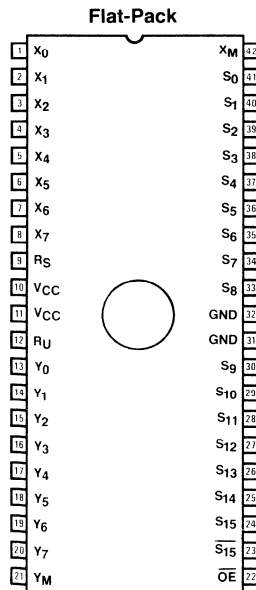 Flat-Pack
1 X0 XM 42
2 X1 S0 41
3 X2 S1 40
4 X3 S2 39
5 X4 S3 38
6 X5 S4 37
7 X6 S5 36
8 X7 S6 35
9 RS S7 34
10 VCC S8 33
11 VCC GND 32
12 RU GND 31
13 Y0 S9 30
14 Y1 S10 29
15 Y2 S11 28
16 Y3 S12 27
17 Y4 S13 26
18 Y5 S14 25
19 Y6 S15 24
20 Y7 S̅1̅5̅ 23
21 YM O̅E̅ 22